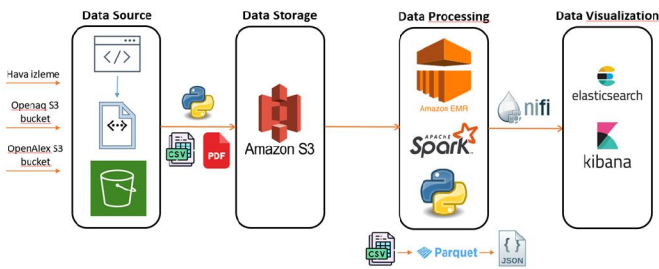 Data Source
Data Storage
Data Processing
Data Visualization
Hava izleme
Openaq S3
bucket
OpenAlex S3
bucket
</>
CSV
PDF
Amazon S3
Amazon EMR
APACHE
Spark
nifi
elasticsearch
kibana
CSV
Parquet
{ }
JSON